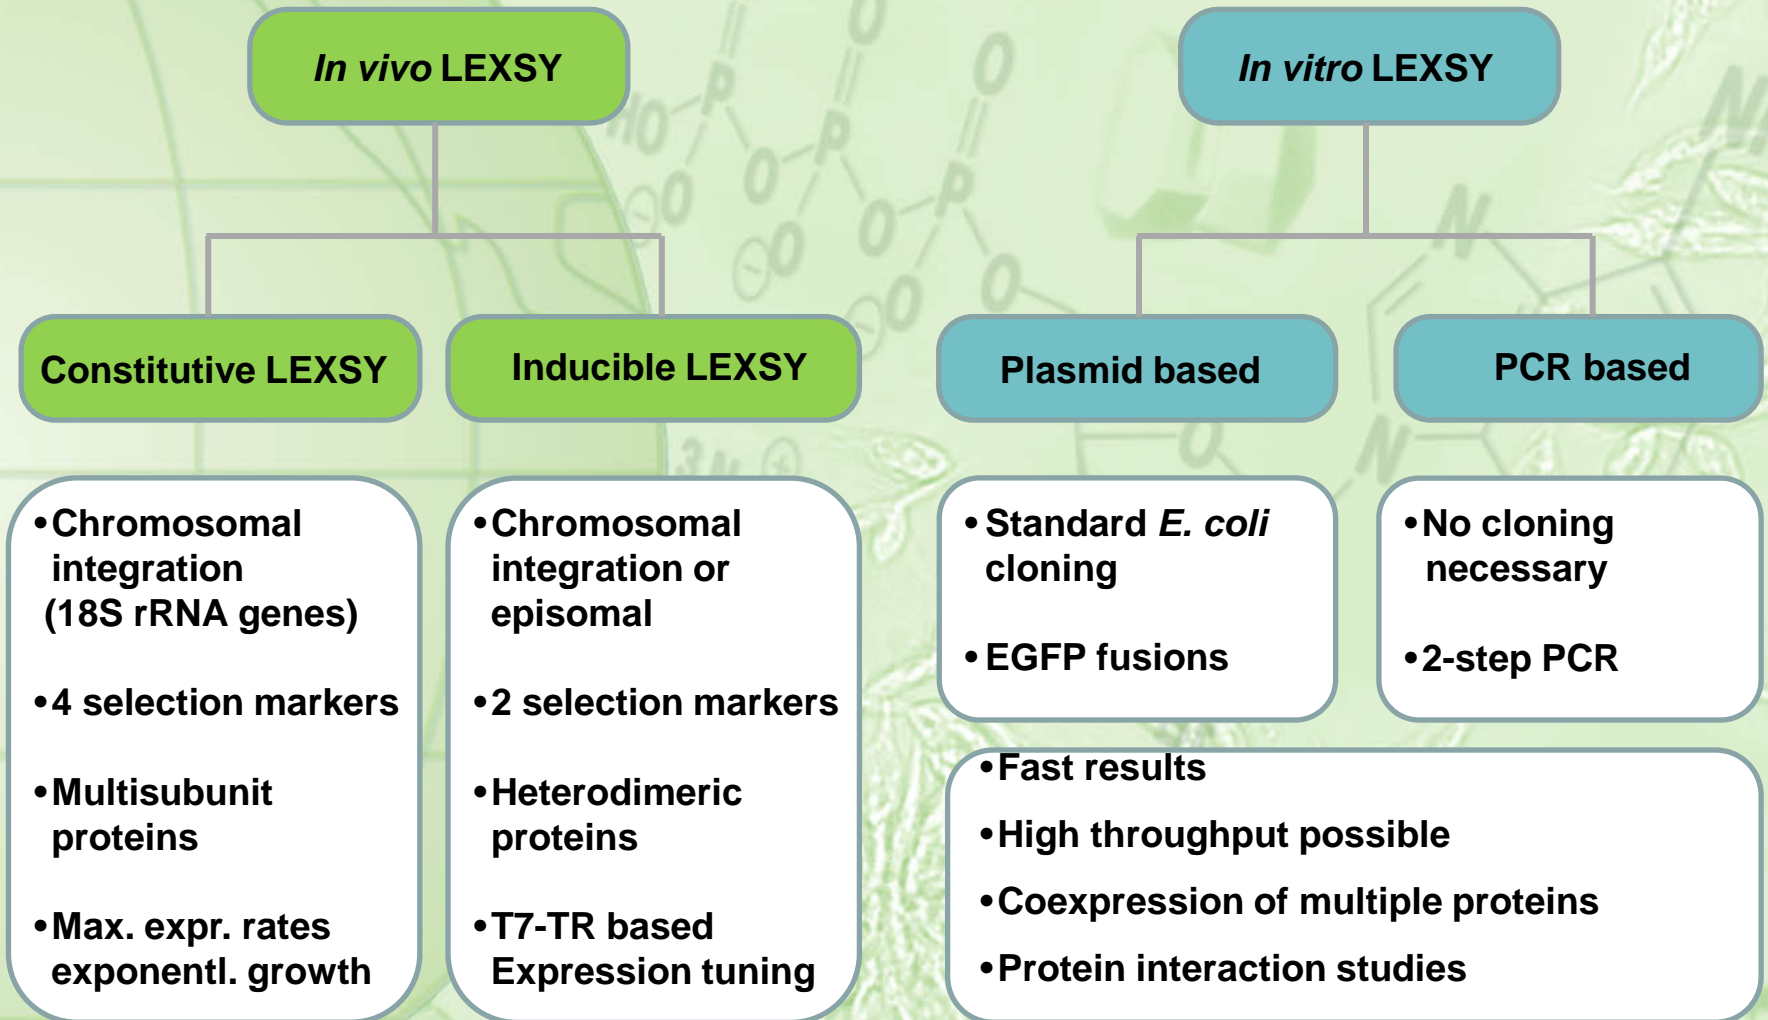 In vivo LEXSY
In vitro LEXSY
Constitutive LEXSY
Inducible LEXSY
Plasmid based
PCR based
•Chromosomal
integration
(18S rRNA genes)
•4 selection markers
•Multisubunit
proteins
•Max. expr. rates
exponentl. growth
•Chromosomal
integration or
episomal
•2 selection markers
•Heterodimeric
proteins
•T7-TR based
Expression tuning
•Standard E. coli
cloning
•EGFP fusions
•No cloning
necessary
•2-step PCR
•Fast results
•High throughput possible
•Coexpression of multiple proteins
•Protein interaction studies
HO P O P O P O
O O O O O
N N N N
3N